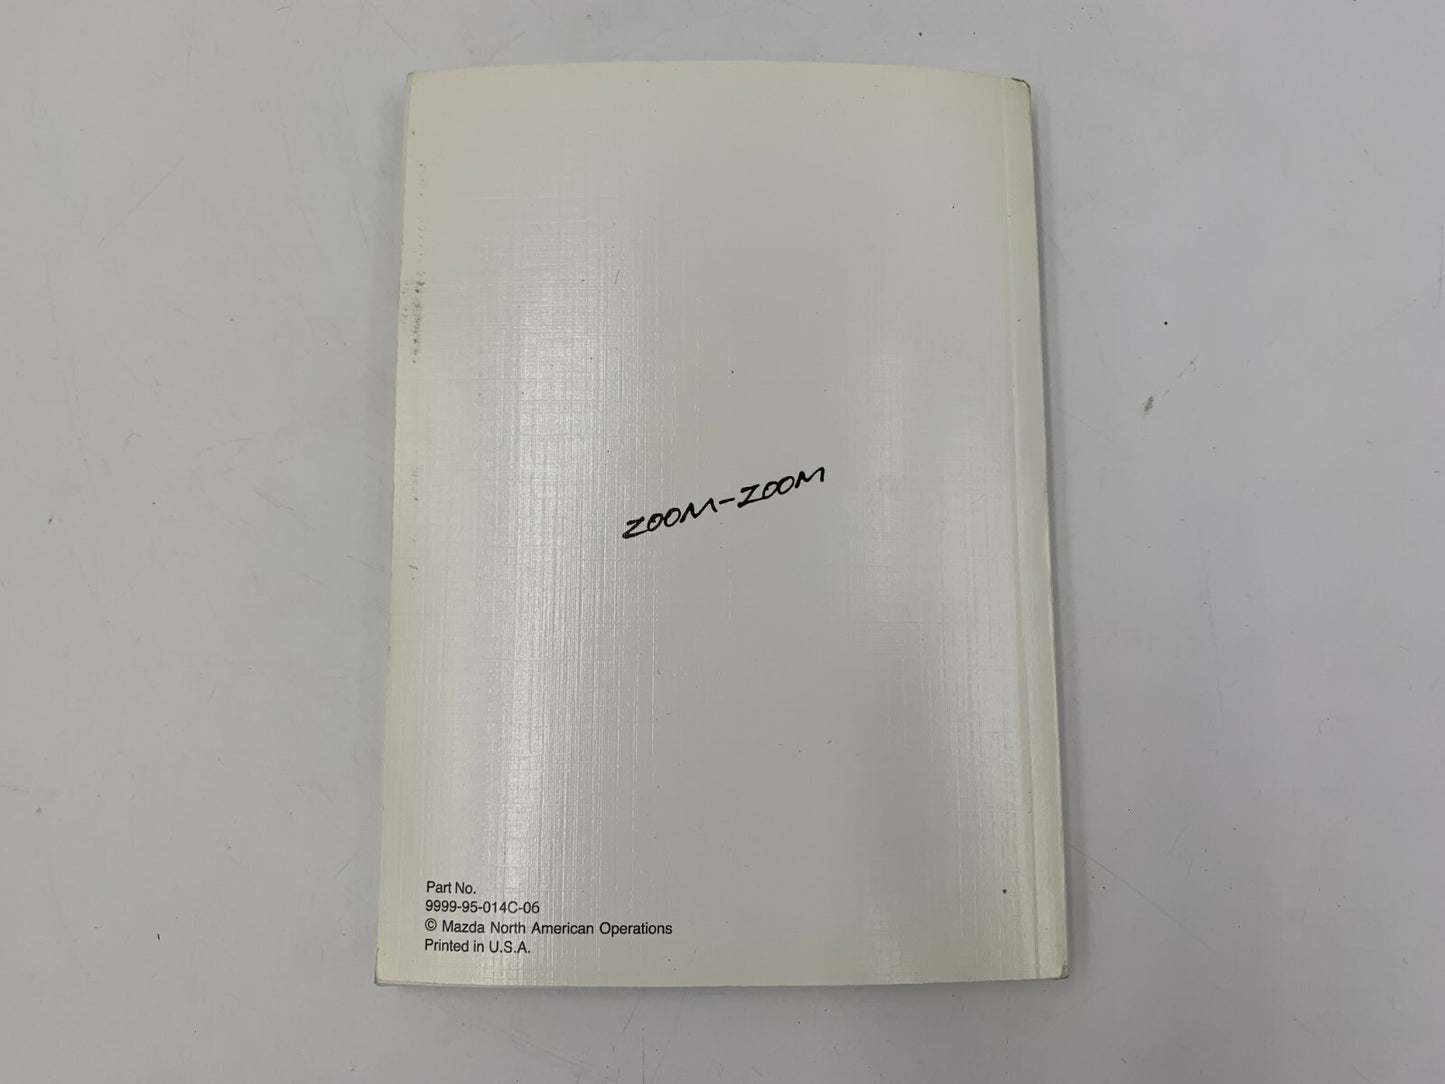 ZOOM-ZOOM
Part No.
9999-95-014C-06
© Mazda North American Operations
Printed in U.S.A.